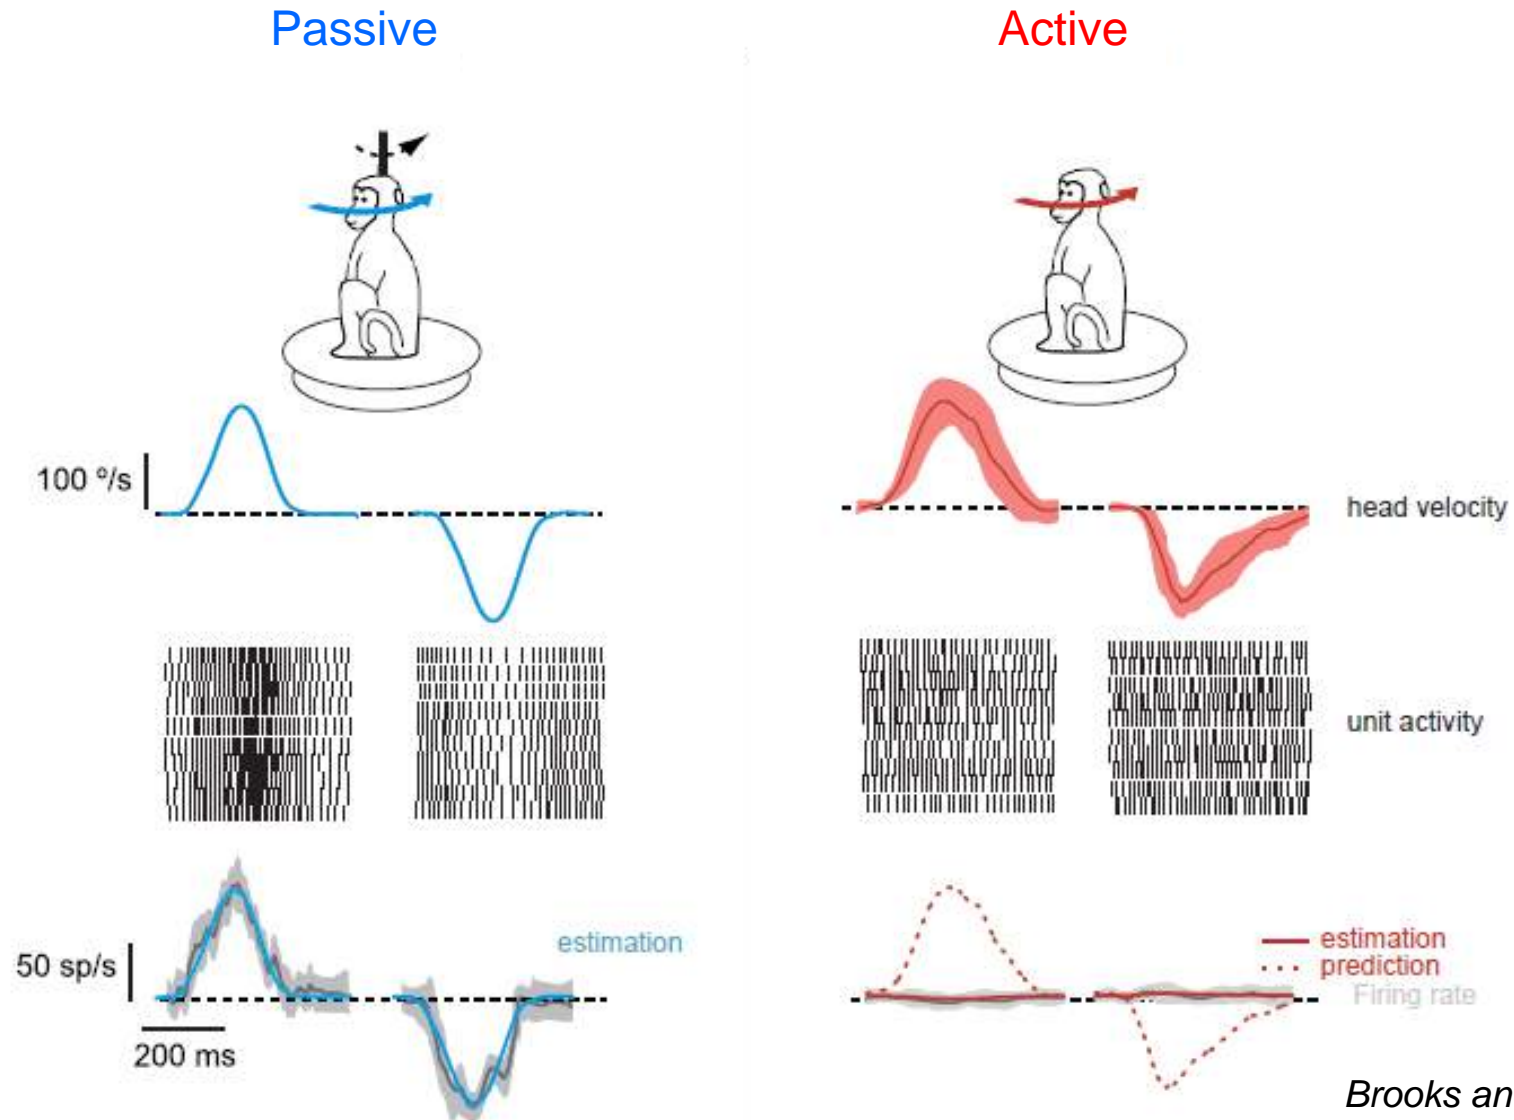 Passive
Active
100 º/s
head velocity
unit activity
estimation
50 sp/s
200 ms
estimation
prediction
Firing rate
Brooks an